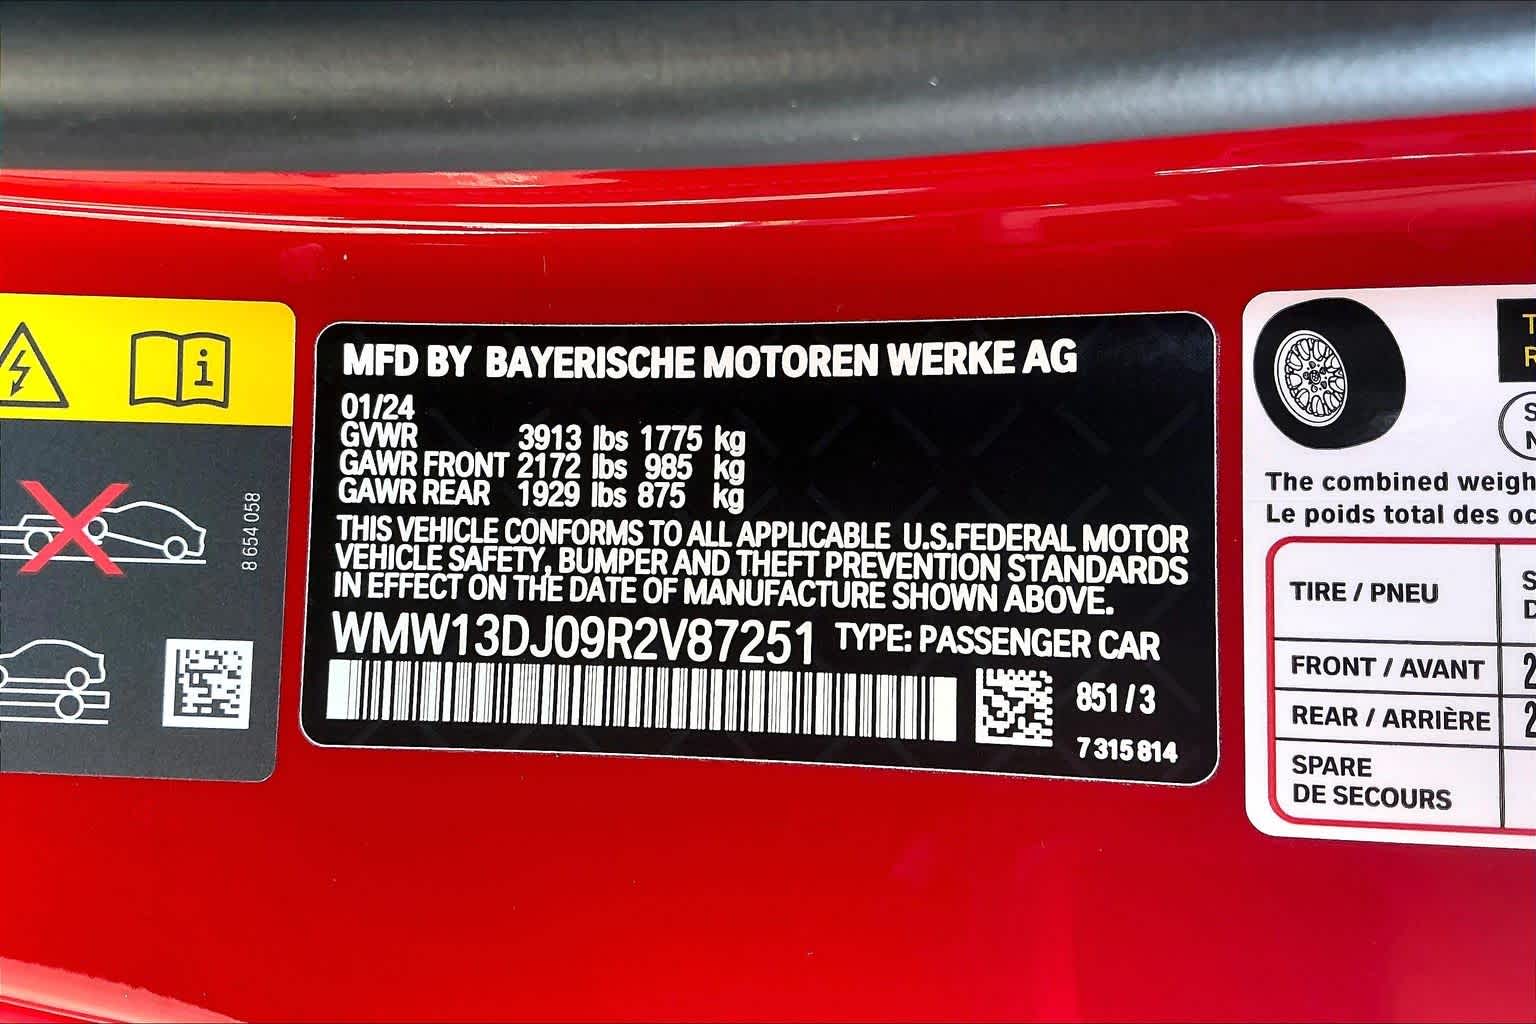 8 654 058
MFD BY BAYERISCHE MOTOREN WERKE AG
01/24
GVWR 3913 lbs 1775 kg
GAWR FRONT 2172 lbs 985 kg
GAWR REAR 1929 lbs 875 kg
THIS VEHICLE CONFORMS TO ALL APPLICABLE U.S.FEDERAL MOTOR
VEHICLE SAFETY, BUMPER AND THEFT PREVENTION STANDARDS
IN EFFECT ON THE DATE OF MANUFACTURE SHOWN ABOVE.
WMW13DJ09R2V87251 TYPE: PASSENGER CAR
851 / 3
7 315 814
The combined
Le poids total des
TIRE / PNEU
FRONT / AVANT
REAR / ARRIÈRE
SPARE
DE SECOURS